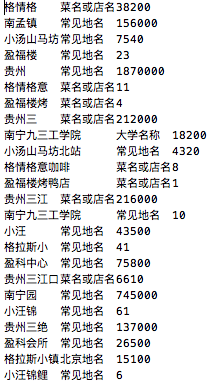 格情格 菜名或店名38200
南孟镇 常见地名 156000
小汤山马坊 常见地名 7540
盈福楼 常见地名 23
贵州 常见地名 1870000
格情格意 菜名或店名11
盈福楼烤 菜名或店名4
贵州三 菜名或店名212000
南宁九三工学院 大学名称 18200
小汤山马坊北站 常见地名 4320
格情格意咖啡 菜名或店名8
盈福楼烤鸭店 菜名或店名1
贵州三江 菜名或店名216000
南宁九三工学院 常见地名 10
小汪 常见地名 43500
格拉斯小 常见地名 41
盈科中心 常见地名 75800
贵州三江口菜名或店名6610
南宁园 常见地名 745000
小汪锦 常见地名 61
贵州三绝 常见地名 137000
盈科会所 常见地名 26500
格拉斯小镇北京地名 15100
小汪锦鲤 常见地名 6